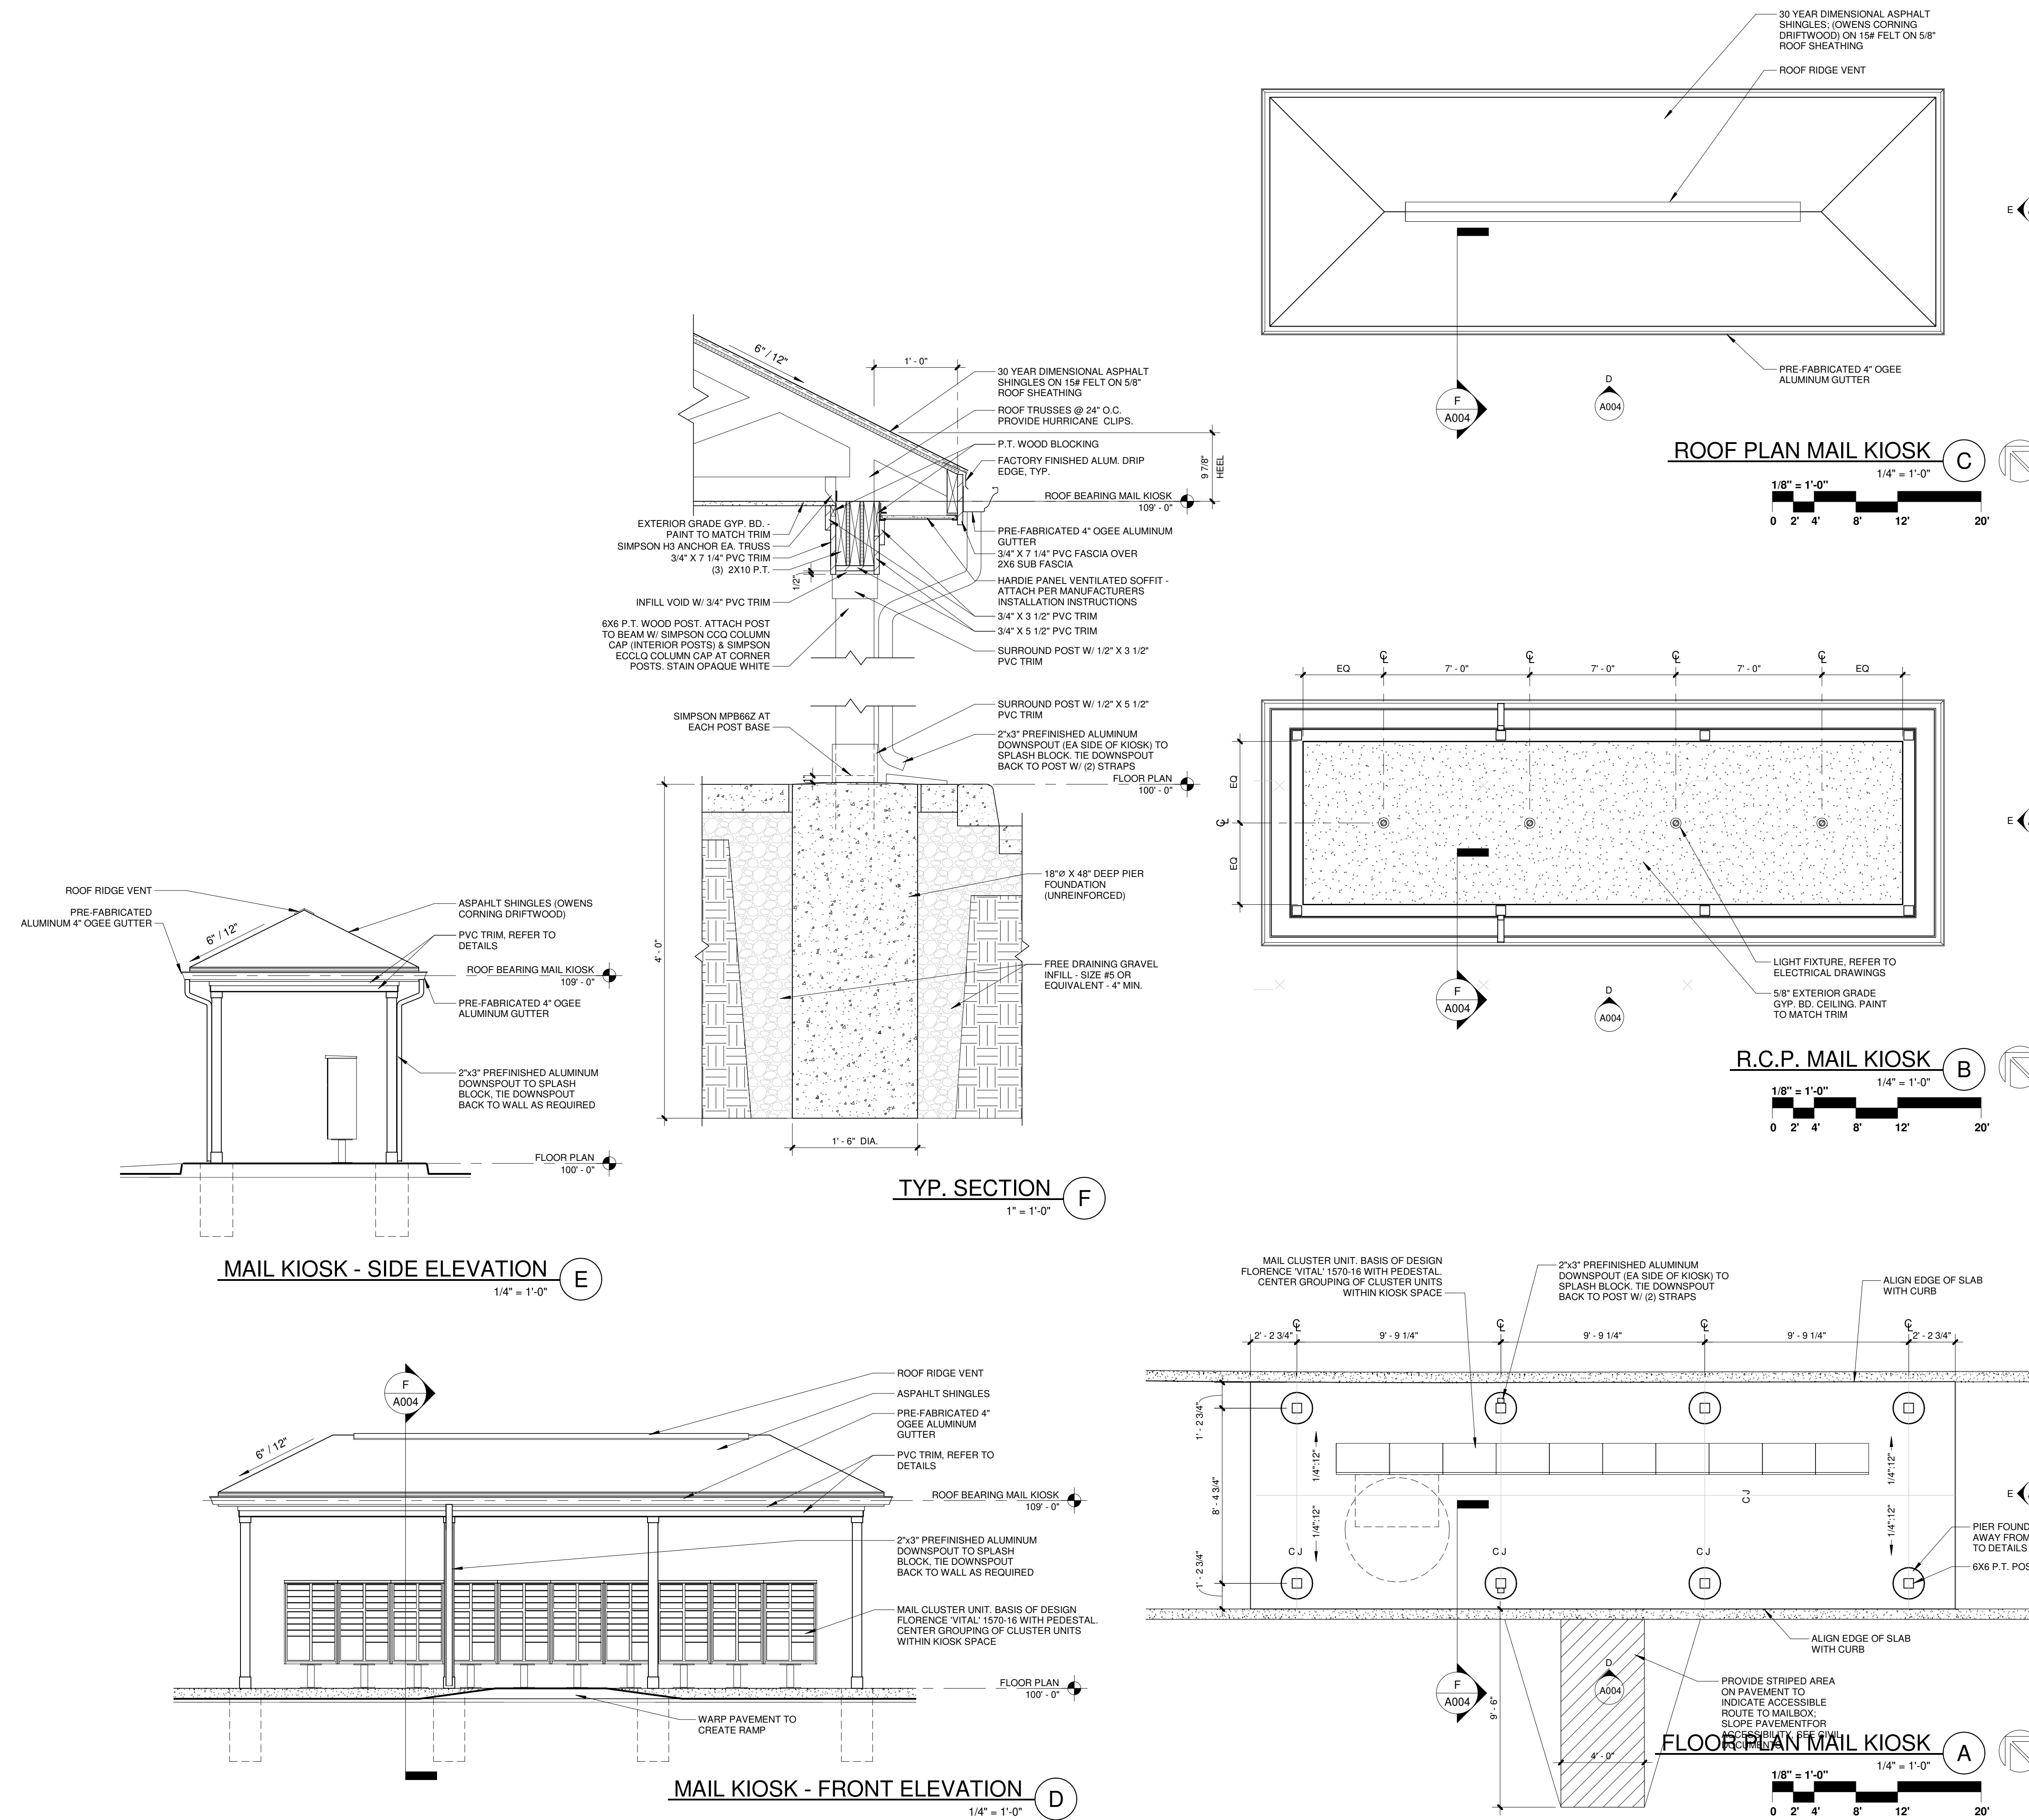 30 YEAR DIMENSIONAL ASPHALT
SHINGLES; (OWENS CORNING
DRIFTWOOD) ON 15# FELT ON 5/8"
ROOF SHEATHING
ROOF RIDGE VENT
E
PRE-FABRICATED 4" OGEE
ALUMINUM GUTTER
F
A004
D
A004
ROOF PLAN MAIL KIOSK
C
1/4" = 1'-0"
1/8" = 1'-0"
0 2' 4' 8' 12' 20'
6" / 12"
1' - 0"
30 YEAR DIMENSIONAL ASPHALT
SHINGLES ON 15# FELT ON 5/8"
ROOF SHEATHING
ROOF TRUSSES @ 24" O.C.
PROVIDE HURRICANE CLIPS.
P.T. WOOD BLOCKING
FACTORY FINISHED ALUM. DRIP
EDGE, TYP.
9 7/8"
HEEL
ROOF BEARING MAIL KIOSK
109' - 0"
PRE-FABRICATED 4" OGEE ALUMINUM
GUTTER
3/4" X 7 1/4" PVC FASCIA OVER
2X6 SUB FASCIA
HARDIE PANEL VENTILATED SOFFIT -
ATTACH PER MANUFACTURERS
INSTALLATION INSTRUCTIONS
3/4" X 3 1/2" PVC TRIM
3/4" X 5 1/2" PVC TRIM
SURROUND POST W/ 1/2" X 3 1/2"
PVC TRIM
EXTERIOR GRADE GYP. BD. -
PAINT TO MATCH TRIM
SIMPSON H3 ANCHOR EA. TRUSS
3/4" X 7 1/4" PVC TRIM
(3) 2X10 P.T.
1/2"
INFILL VOID W/ 3/4" PVC TRIM
6X6 P.T. WOOD POST. ATTACH POST
TO BEAM W/ SIMPSON CCQ COLUMN
CAP (INTERIOR POSTS) & SIMPSON
ECCLQ COLUMN CAP AT CORNER
POSTS. STAIN OPAQUE WHITE
SIMPSON MPB66Z AT
EACH POST BASE
SURROUND POST W/ 1/2" X 5 1/2"
PVC TRIM
2"x3" PREFINISHED ALUMINUM
DOWNSPOUT (EA SIDE OF KIOSK) TO
SPLASH BLOCK. TIE DOWNSPOUT
BACK TO POST W/ (2) STRAPS
1"
FLOOR PLAN
100' - 0"
4' - 0"
18"Ø X 48" DEEP PIER
FOUNDATION
(UNREINFORCED)
FREE DRAINING GRAVEL
INFILL - SIZE #5 OR
EQUIVALENT - 4" MIN.
1' - 6" DIA.
TYP. SECTION
F
1" = 1'-0"
EQ 7' - 0" 7' - 0" 7' - 0" EQ
EQ
EQ
E
LIGHT FIXTURE, REFER TO
ELECTRICAL DRAWINGS
5/8" EXTERIOR GRADE
GYP. BD. CEILING. PAINT
TO MATCH TRIM
F
A004
D
A004
R.C.P. MAIL KIOSK
B
1/4" = 1'-0"
1/8" = 1'-0"
0 2' 4' 8' 12' 20'
ROOF RIDGE VENT
PRE-FABRICATED
ALUMINUM 4" OGEE GUTTER
6" / 12"
ASPAHLT SHINGLES (OWENS
CORNING DRIFTWOOD)
PVC TRIM, REFER TO
DETAILS
ROOF BEARING MAIL KIOSK
109' - 0"
PRE-FABRICATED 4" OGEE
ALUMINUM GUTTER
2"x3" PREFINISHED ALUMINUM
DOWNSPOUT TO SPLASH
BLOCK, TIE DOWNSPOUT
BACK TO WALL AS REQUIRED
FLOOR PLAN
100' - 0"
MAIL KIOSK - SIDE ELEVATION
E
1/4" = 1'-0"
F
A004
6" / 12"
ROOF RIDGE VENT
ASPAHLT SHINGLES
PRE-FABRICATED 4"
OGEE ALUMINUM
GUTTER
PVC TRIM, REFER TO
DETAILS
ROOF BEARING MAIL KIOSK
109' - 0"
2"x3" PREFINISHED ALUMINUM
DOWNSPOUT TO SPLASH
BLOCK, TIE DOWNSPOUT
BACK TO WALL AS REQUIRED
MAIL CLUSTER UNIT. BASIS OF DESIGN
FLORENCE 'VITAL' 1570-16 WITH PEDESTAL.
CENTER GROUPING OF CLUSTER UNITS
WITHIN KIOSK SPACE
FLOOR PLAN
100' - 0"
WARP PAVEMENT TO
CREATE RAMP
MAIL KIOSK - FRONT ELEVATION
D
1/4" = 1'-0"
MAIL CLUSTER UNIT. BASIS OF DESIGN
FLORENCE 'VITAL' 1570-16 WITH PEDESTAL.
CENTER GROUPING OF CLUSTER UNITS
WITHIN KIOSK SPACE
2"x3" PREFINISHED ALUMINUM
DOWNSPOUT (EA SIDE OF KIOSK) TO
SPLASH BLOCK. TIE DOWNSPOUT
BACK TO POST W/ (2) STRAPS
ALIGN EDGE OF SLAB
WITH CURB
2' - 2 3/4" 9' - 9 1/4" 9' - 9 1/4" 9' - 9 1/4" 2' - 2 3/4"
1' - 2 3/4"
8' - 4 3/4"
1' - 2 3/4"
1/4":12"
1/4":12"
1/4":12"
1/4":12"
C J
C J
C J
C J
E
PIER FOUND
AWAY FROM
TO DETAILS
6X6 P.T. POS
ALIGN EDGE OF SLAB
WITH CURB
F
A004
D
A004
9' - 6"
4' - 0"
PROVIDE STRIPED AREA
ON PAVEMENT TO
INDICATE ACCESSIBLE
ROUTE TO MAILBOX;
SLOPE PAVEMENTFOR
ACCESSIBILITY. SEE CIVIL
DOCUMENTS
FLOOR PLAN MAIL KIOSK
A
1/4" = 1'-0"
1/8" = 1'-0"
0 2' 4' 8' 12' 20'